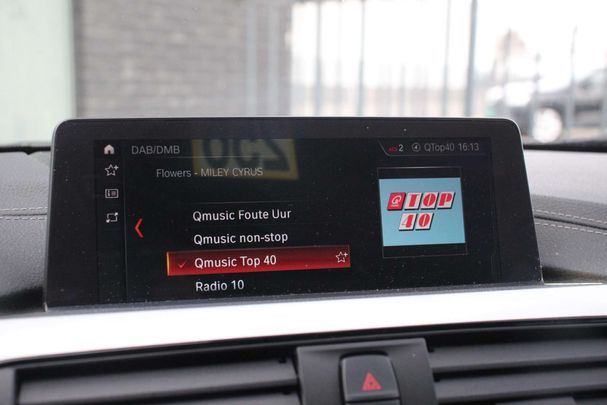 DAB/DMB
2 QTop40 16:13
Flowers - MILEY CYRUS
Qmusic Foute Uur
Qmusic non-stop
Qmusic Top 40
Radio 10
Q TOP
40